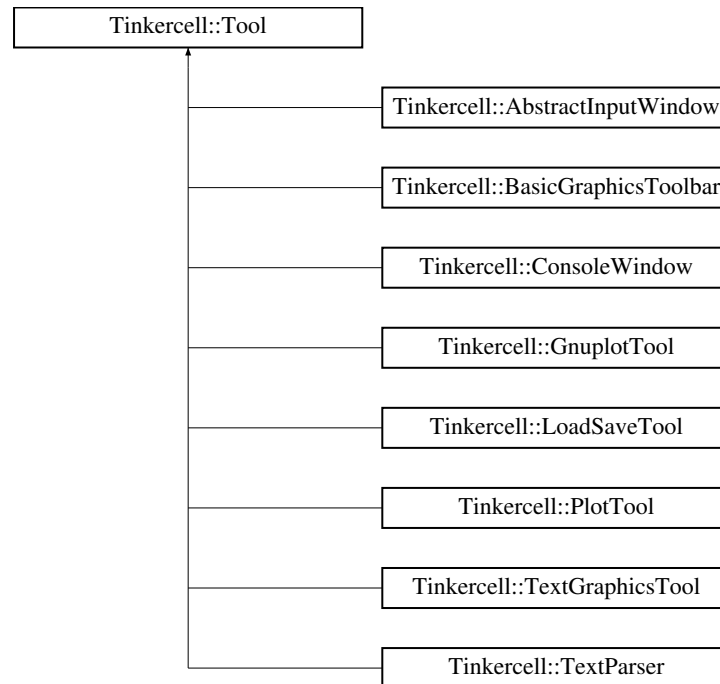 Tinkercell::Tool
Tinkercell::AbstractInputWindow
Tinkercell::BasicGraphicsToolbar
Tinkercell::ConsoleWindow
Tinkercell::GnuplotTool
Tinkercell::LoadSaveTool
Tinkercell::PlotTool
Tinkercell::TextGraphicsTool
Tinkercell::TextParser